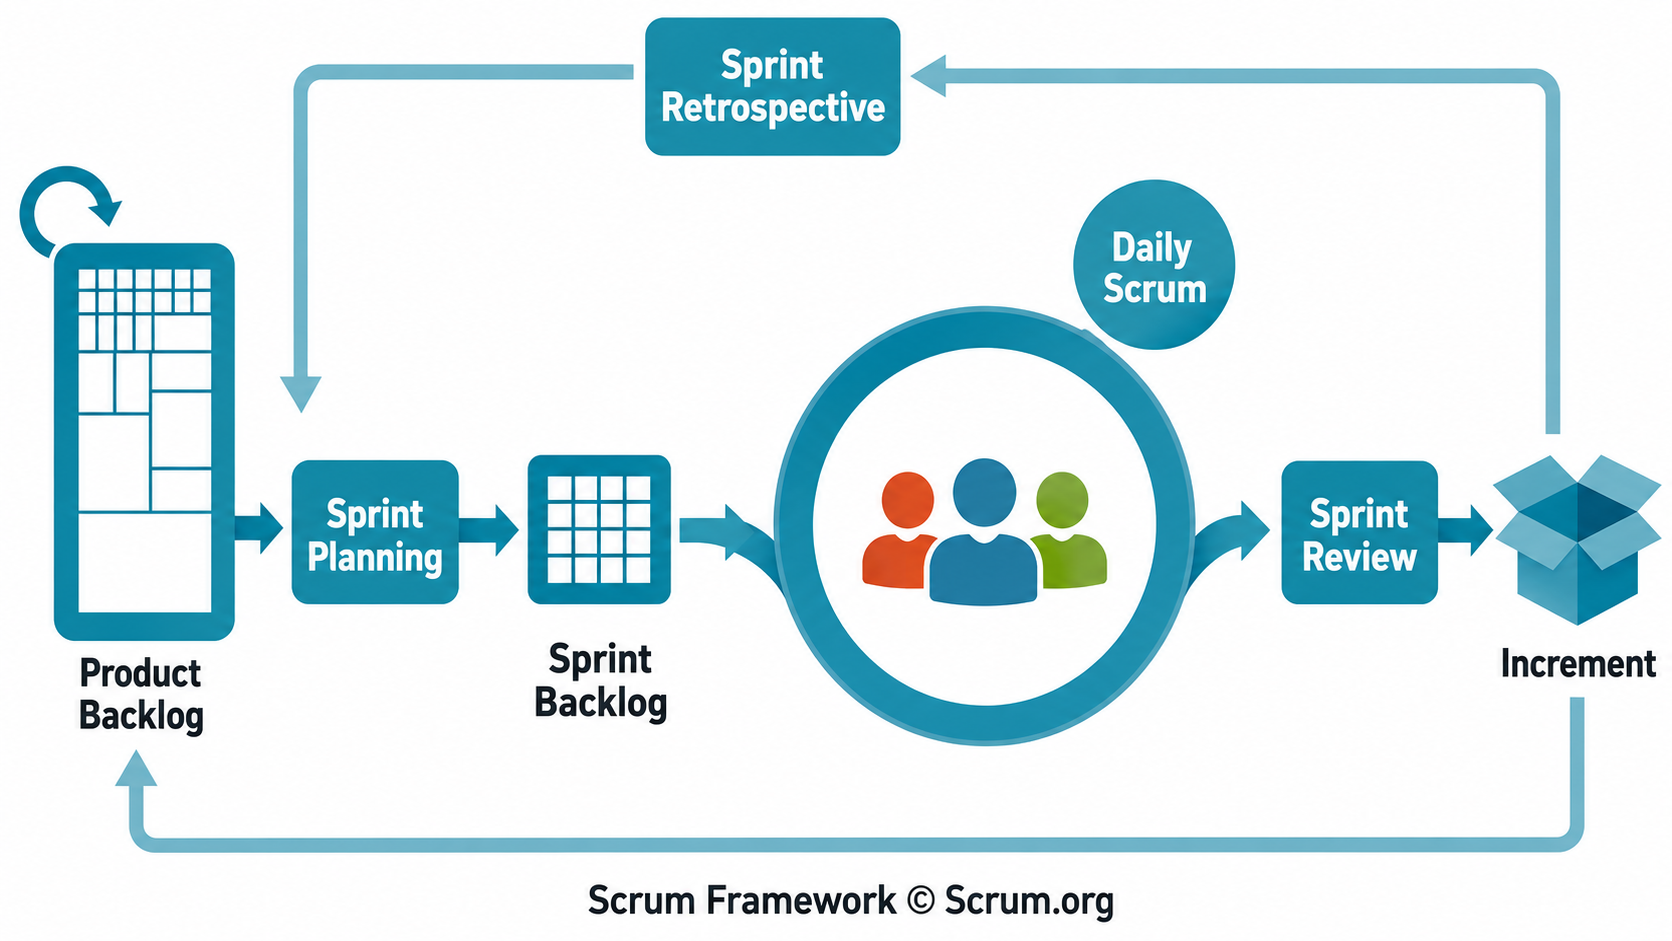 Sprint
Retrospective
Daily
Scrum
Sprint
Planning
Sprint
Review
Product
Backlog
Sprint
Backlog
Increment
Scrum Framework © Scrum.org